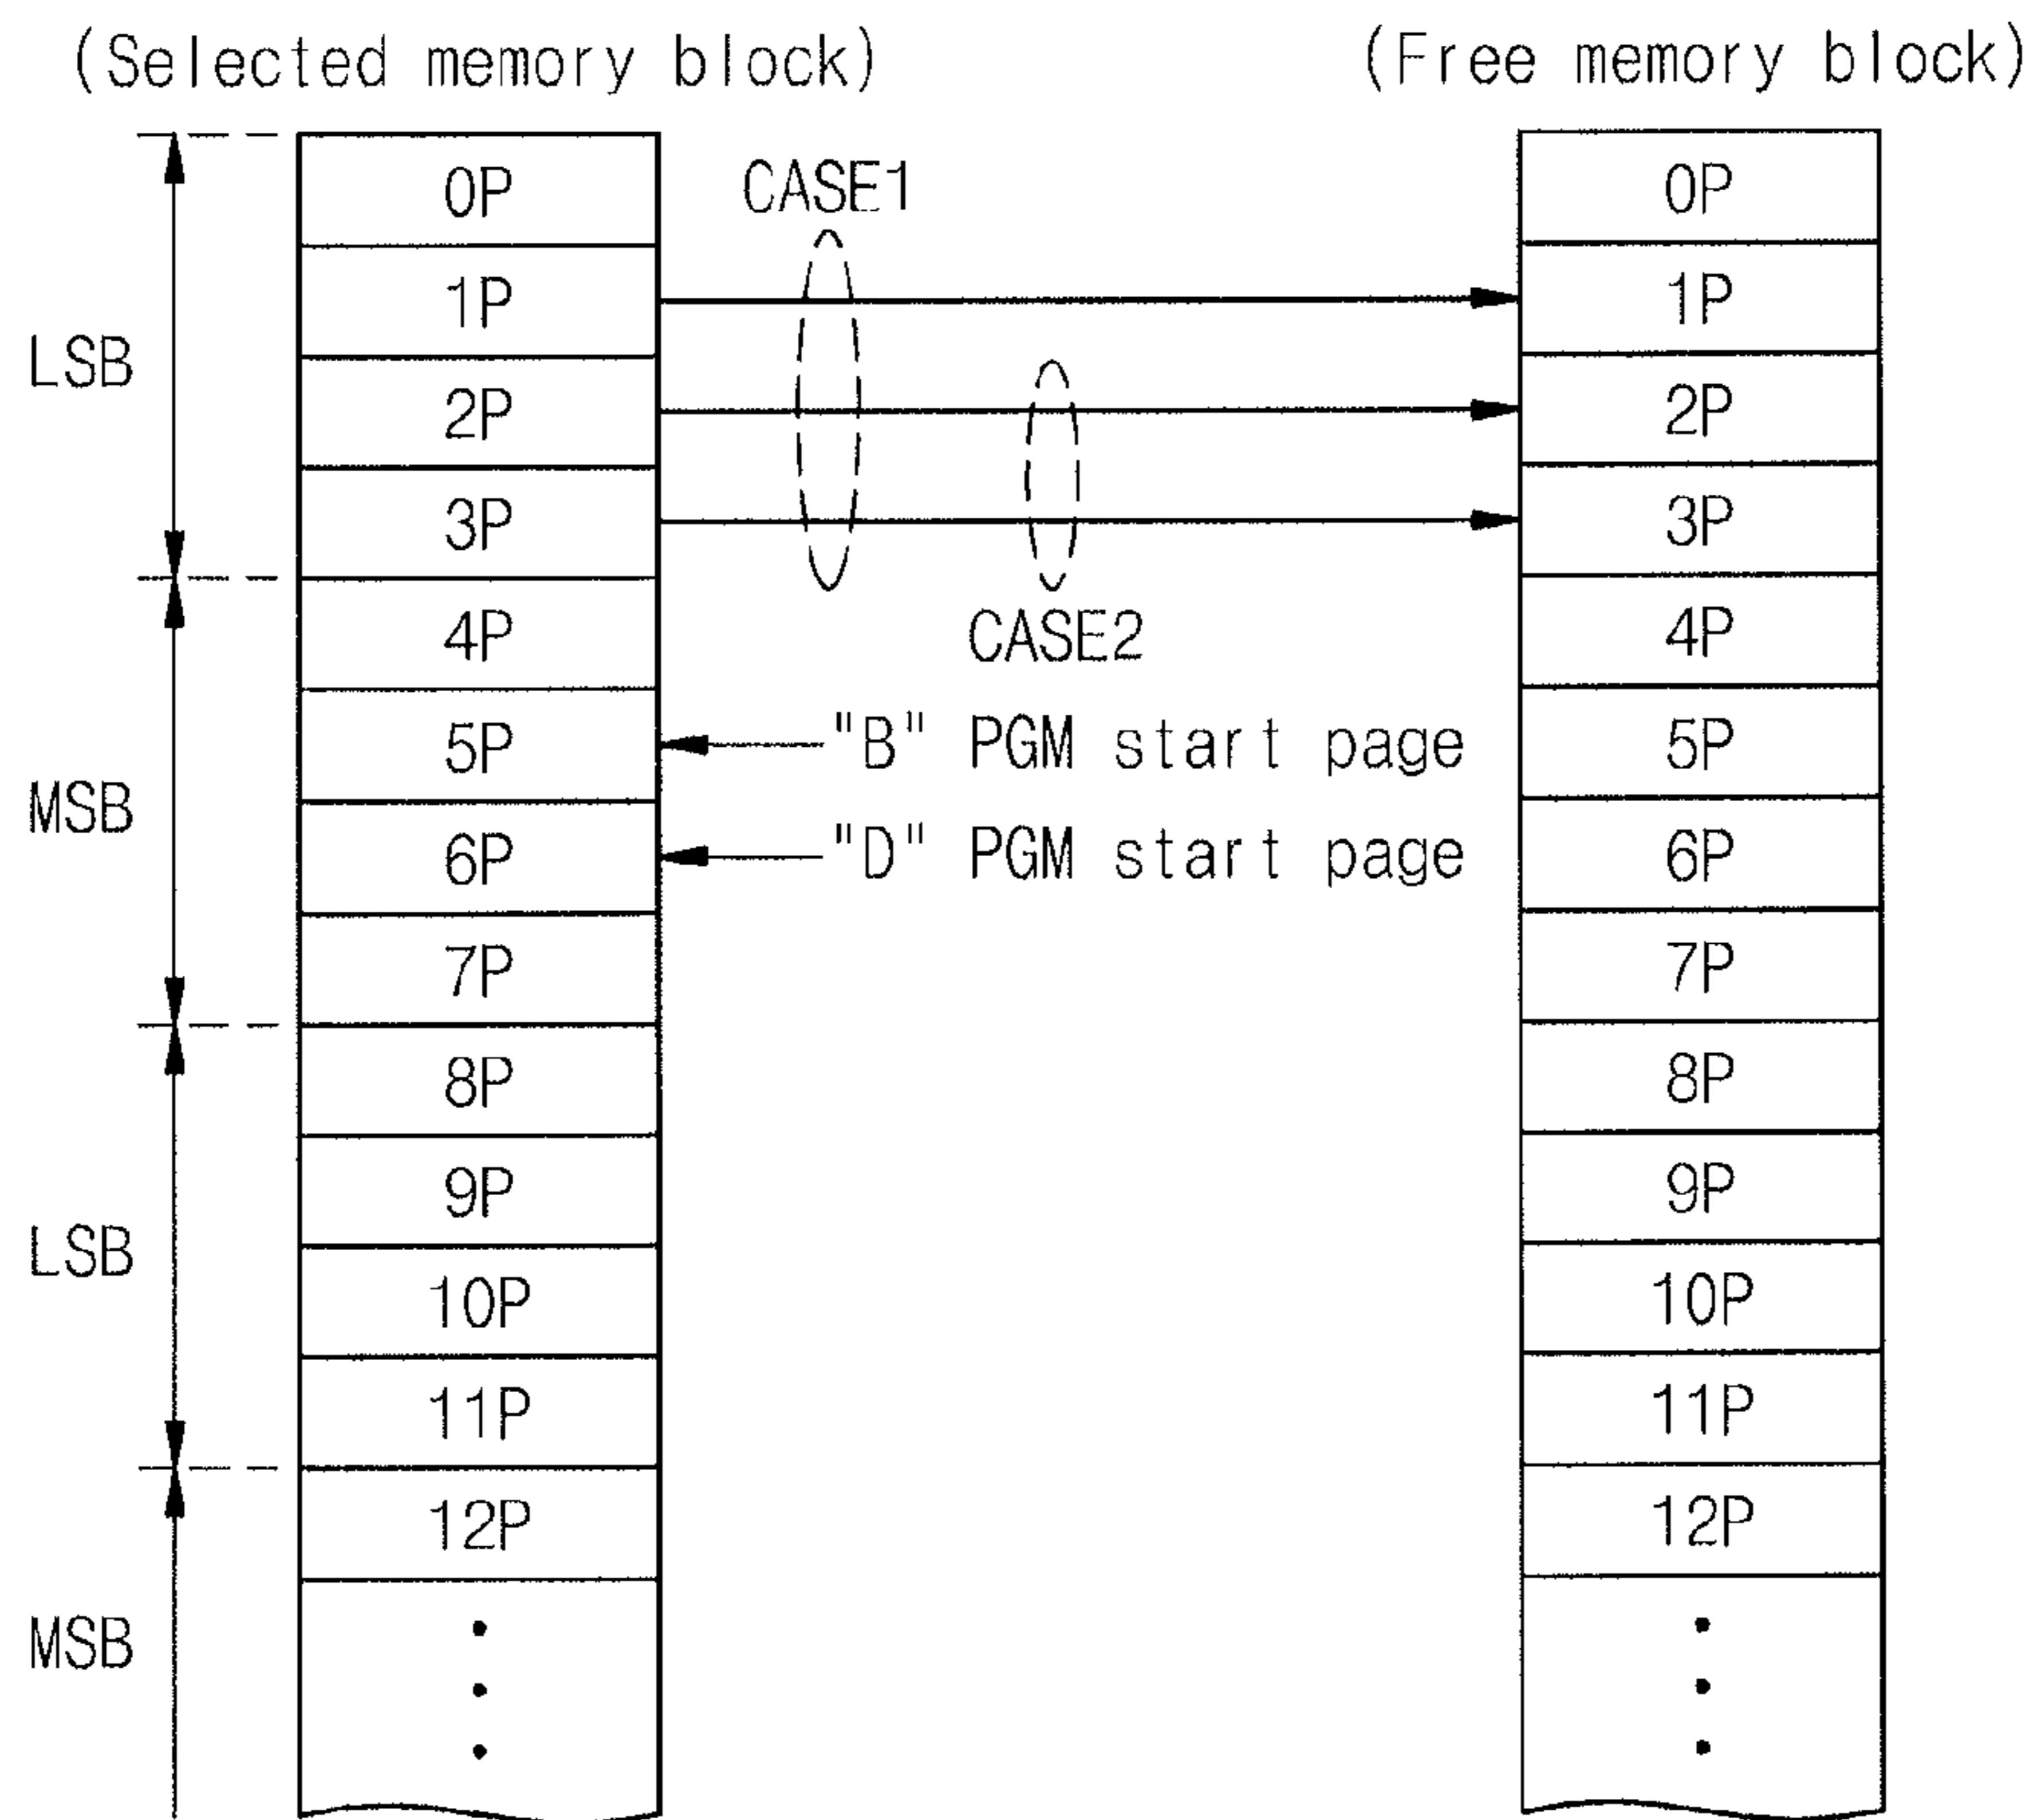 (Selected memory block)
(Free memory block)
LSB
MSB
LSB
MSB
0P
1P
2P
3P
4P
5P
6P
7P
8P
9P
10P
11P
12P
CASE1
CASE2
"B" PGM start page
"D" PGM start page
0P
1P
2P
3P
4P
5P
6P
7P
8P
9P
10P
11P
12P